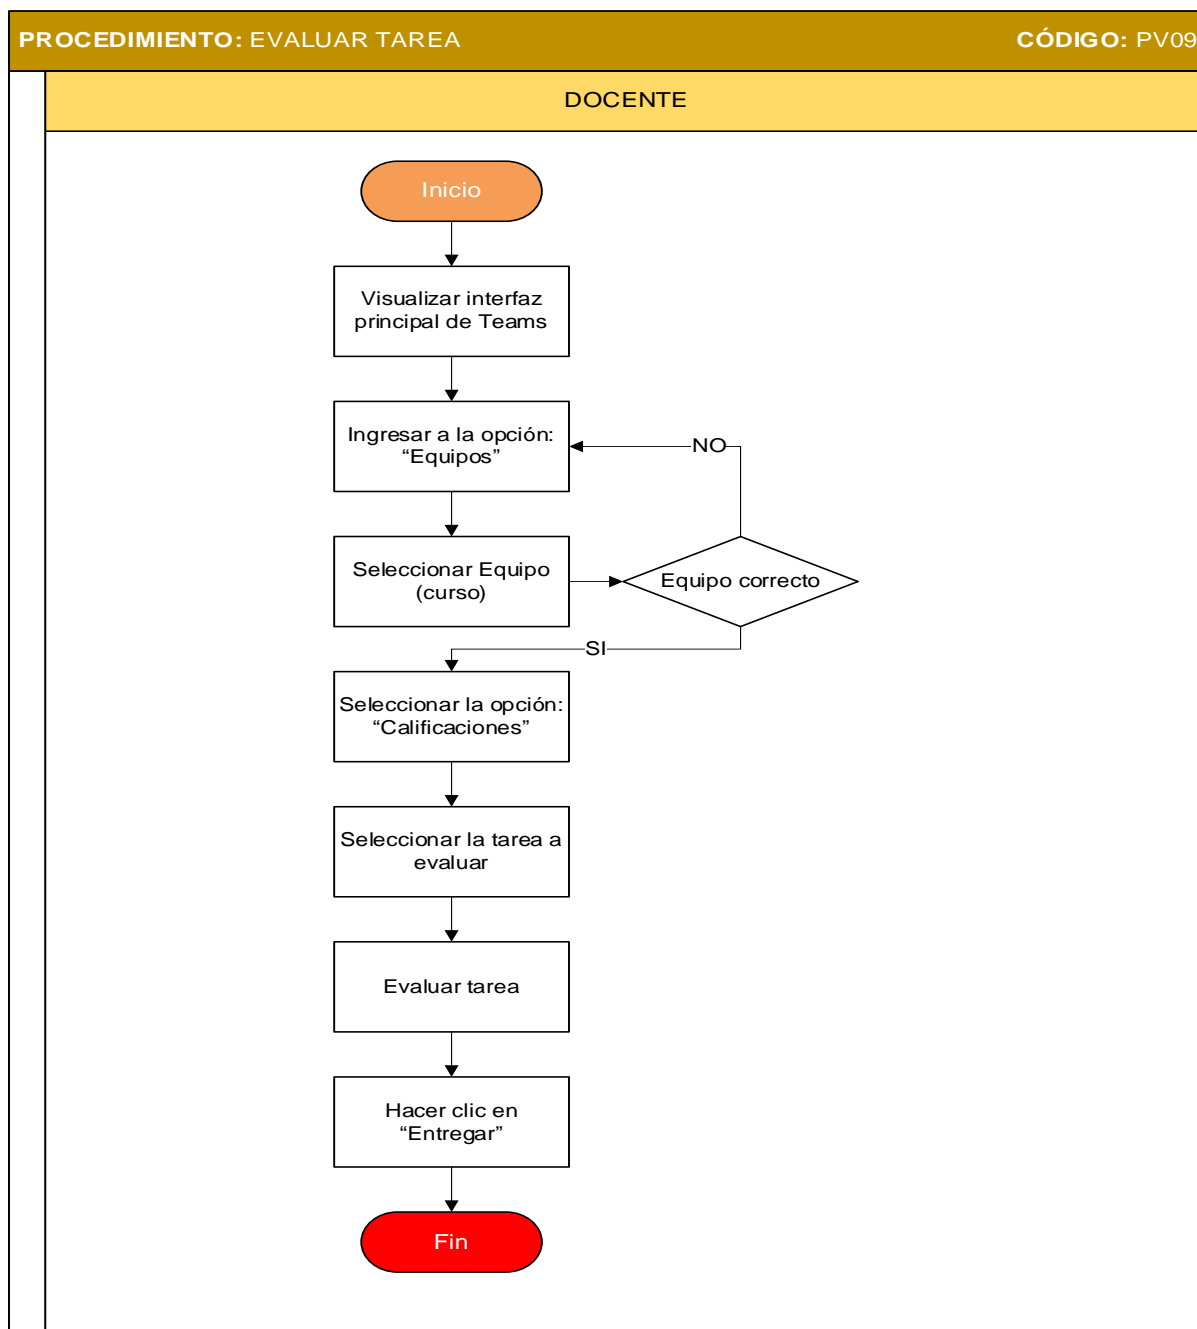 PROCEDIMIENTO: EVALUAR TAREA
CÓDIGO: PV09
DOCENTE
Inicio
Visualizar interfaz
principal de Teams
Ingresar a la opción:
“Equipos”
NO
Seleccionar Equipo
(curso)
Equipo correcto
SI
Seleccionar la opción:
“Calificaciones”
Seleccionar la tarea a
evaluar
Evaluar tarea
Hacer clic en
“Entregar”
Fin